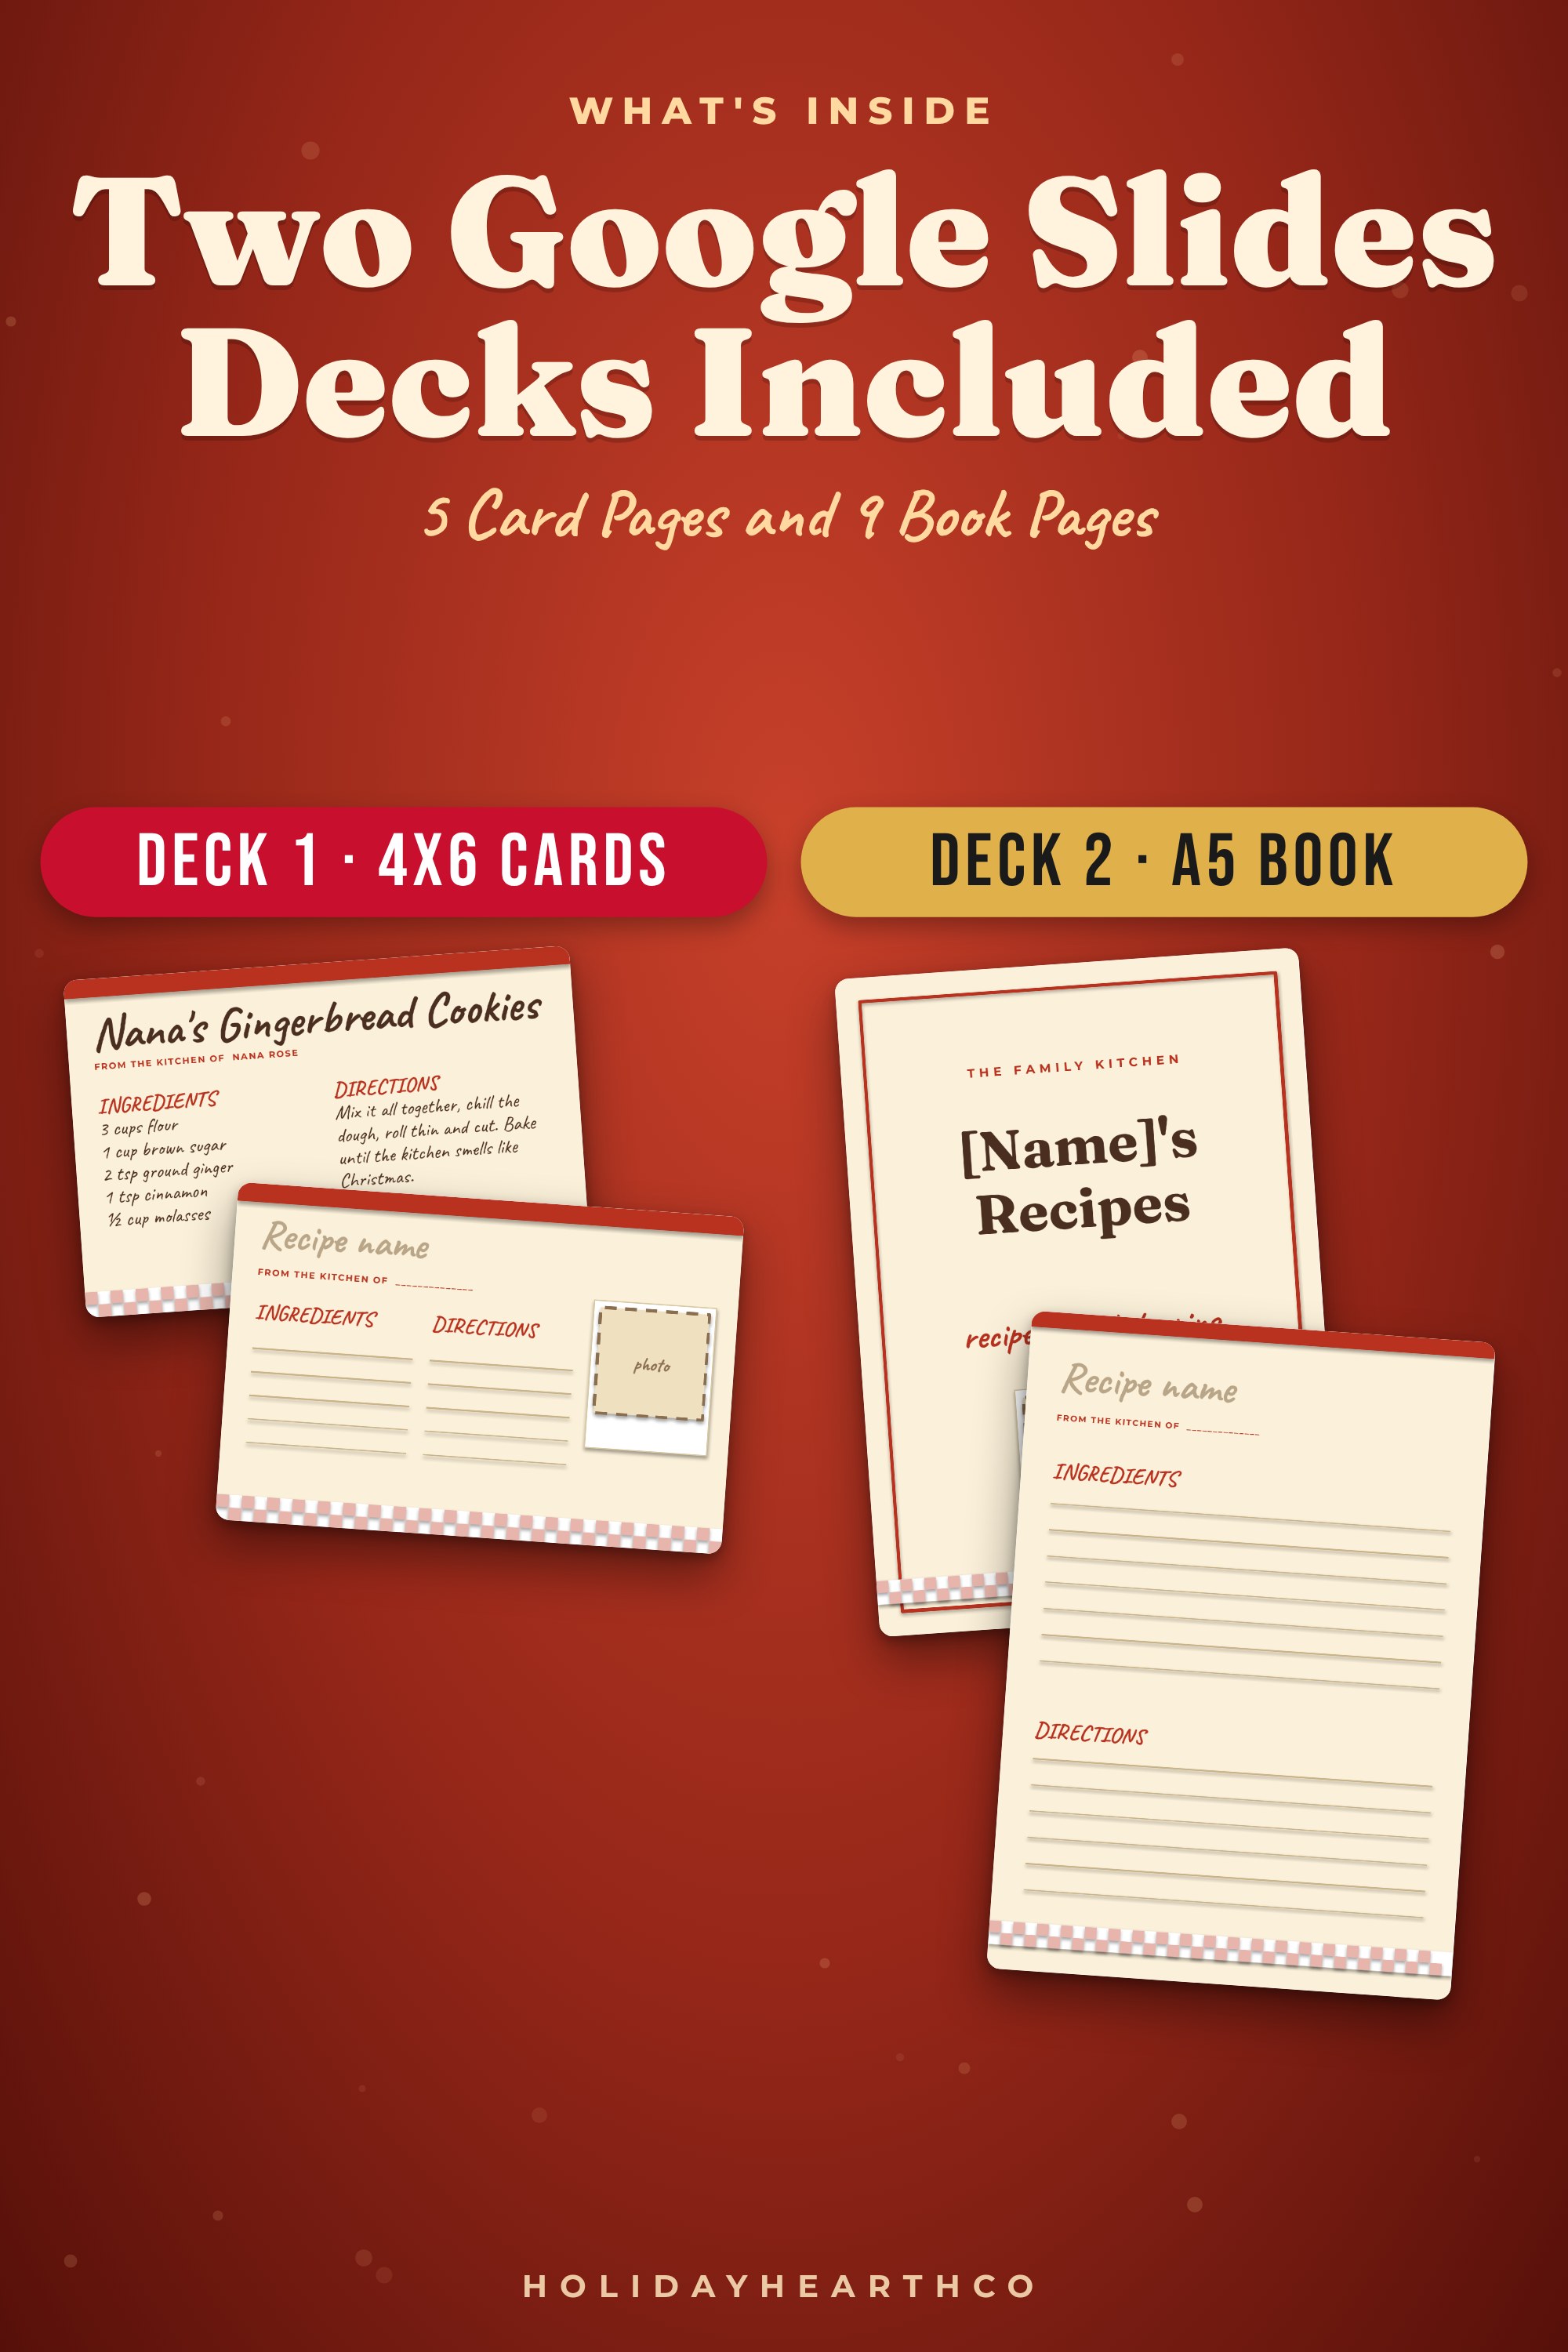 WHAT'S INSIDE
Two Google Slides
Decks Included
5 Card Pages and 9 Book Pages
DECK 1 · 4X6 CARDS
Nana's Gingerbread Cookies
FROM THE KITCHEN OF NANA ROSE
INGREDIENTS
3 cups flour
1 cup brown sugar
2 tsp ground ginger
1 tsp cinnamon
½ cup molasses
DIRECTIONS
Mix it all together, chill the
dough, roll thin and cut. Bake
until the kitchen smells like
Christmas.
Recipe name
FROM THE KITCHEN OF ______________
INGREDIENTS
DIRECTIONS
photo
DECK 2 · A5 BOOK
THE FAMILY KITCHEN
[Name]'s
Recipes
Recipe name
FROM THE KITCHEN OF ______________
INGREDIENTS
DIRECTIONS
HOLIDAYHEARTHCO